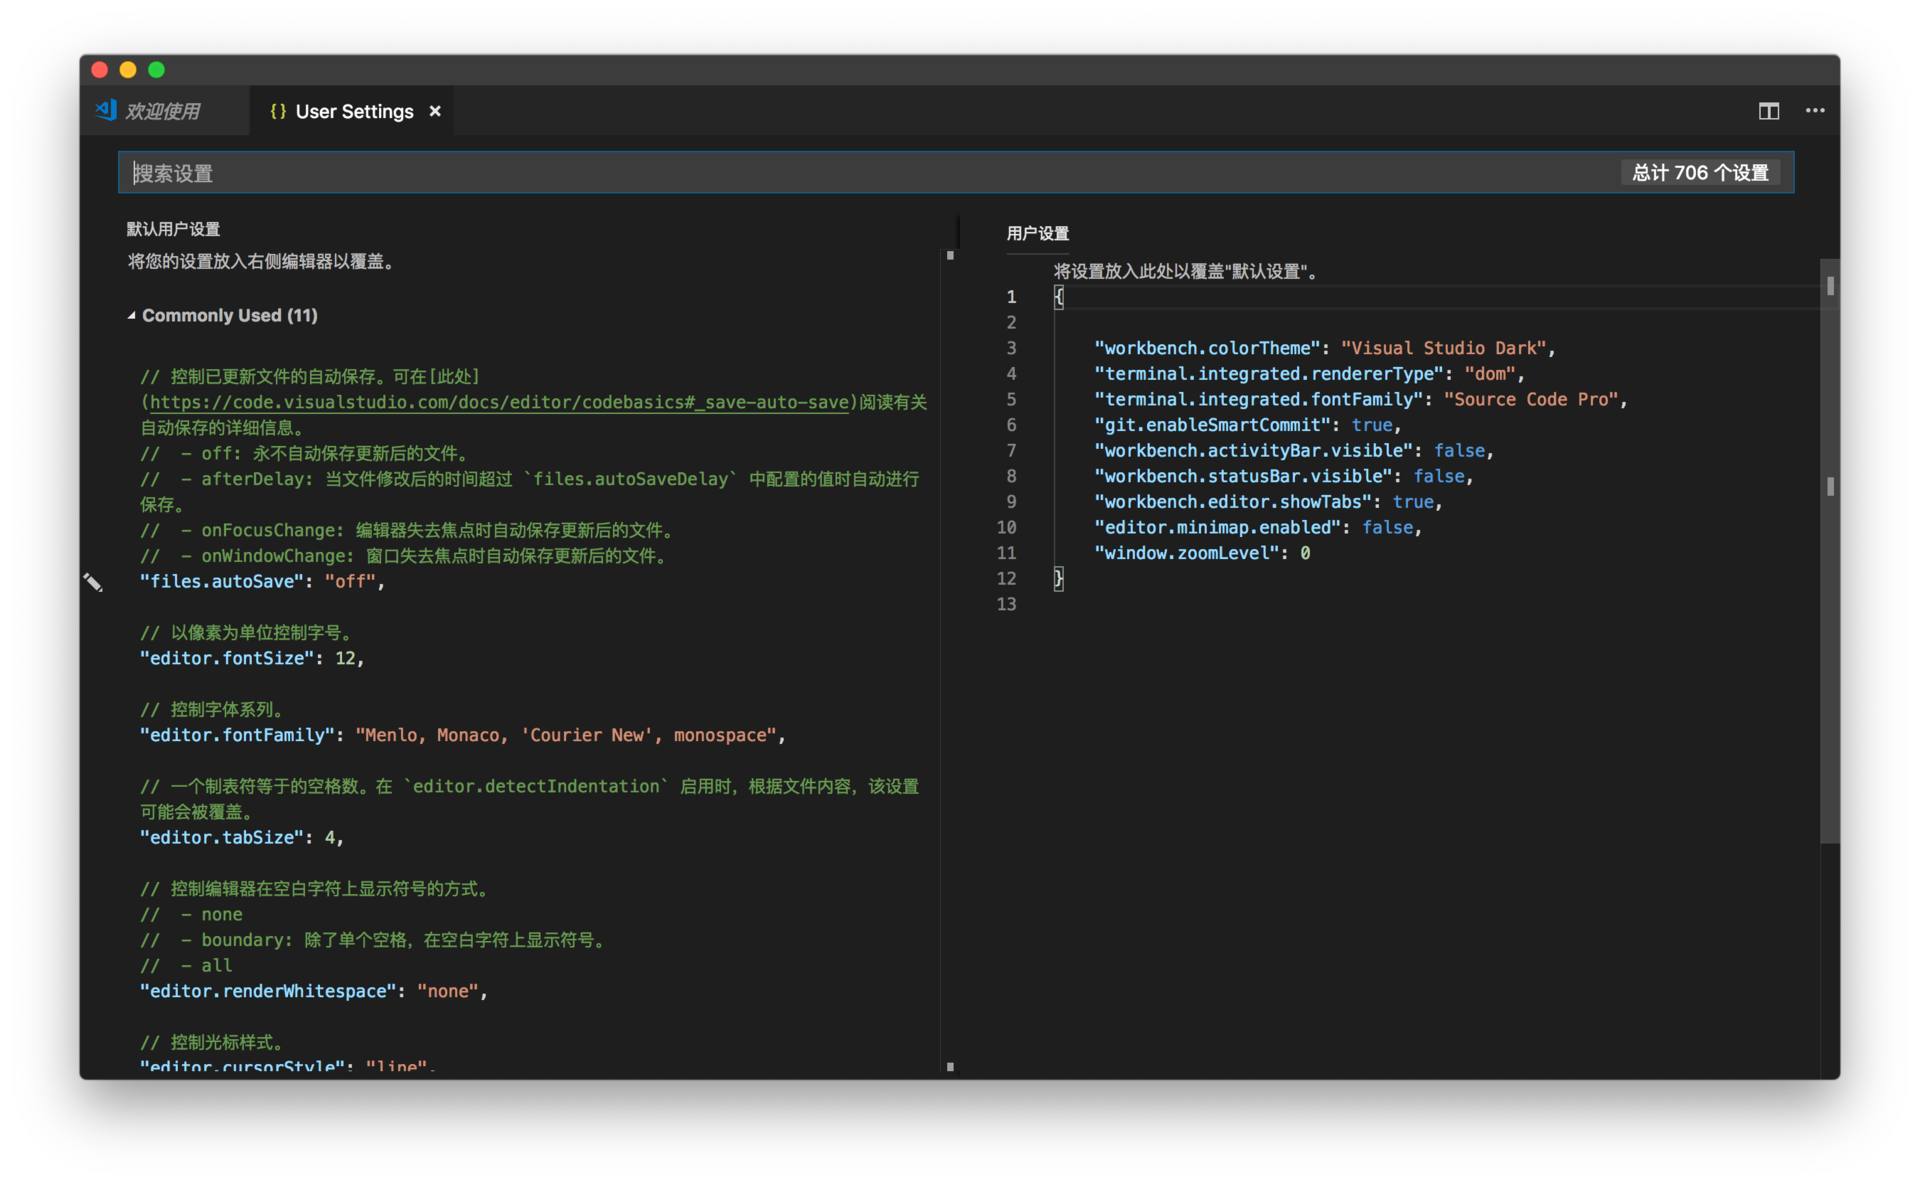 欢迎使用
{} User Settings ×
搜索设置
总计 706 个设置
默认用户设置
将您的设置放入右侧编辑器以覆盖。
Commonly Used (11)
// 控制已更新文件的自动保存。可在[此处]
(https://code.visualstudio.com/docs/editor/codebasics#_save-auto-save)阅读有关
自动保存的详细信息。
//  - off: 永不自动保存更新后的文件。
//  - afterDelay: 当文件修改后的时间超过 `files.autoSaveDelay` 中配置的值时自动进行
保存。
//  - onFocusChange: 编辑器失去焦点时自动保存更新后的文件。
//  - onWindowChange: 窗口失去焦点时自动保存更新后的文件。
"files.autoSave": "off",
// 以像素为单位控制字号。
"editor.fontSize": 12,
// 控制字体系列。
"editor.fontFamily": "Menlo, Monaco, 'Courier New', monospace",
// 一个制表符等于的空格数。在 `editor.detectIndentation` 启用时，根据文件内容，该设置
可能会被覆盖。
"editor.tabSize": 4,
// 控制编辑器在空白字符上显示符号的方式。
//  - none
//  - boundary: 除了单个空格，在空白字符上显示符号。
//  - all
"editor.renderWhitespace": "none",
// 控制光标样式。
"editor.cursorStyle": "line",
用户设置
将设置放入此处以覆盖"默认设置"。
1 {
2
3 "workbench.colorTheme": "Visual Studio Dark",
4 "terminal.integrated.rendererType": "dom",
5 "terminal.integrated.fontFamily": "Source Code Pro",
6 "git.enableSmartCommit": true,
7 "workbench.activityBar.visible": false,
8 "workbench.statusBar.visible": false,
9 "workbench.editor.showTabs": true,
10 "editor.minimap.enabled": false,
11 "window.zoomLevel": 0
12 }
13